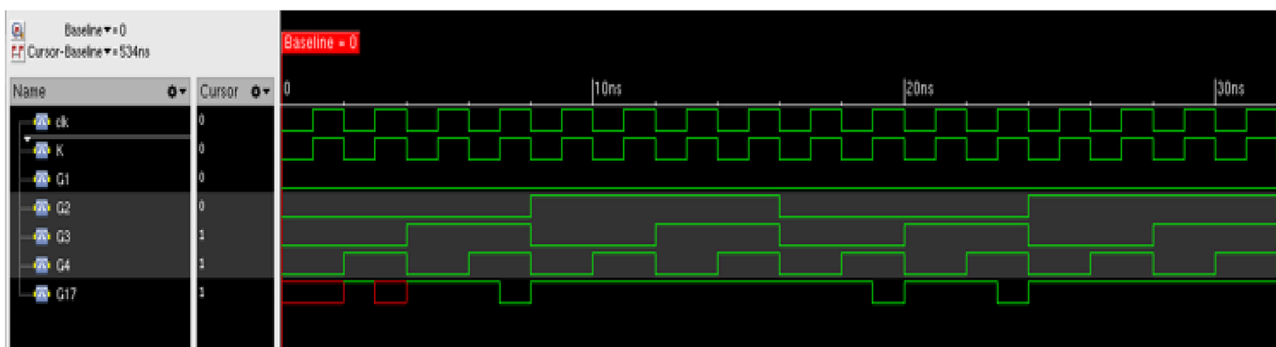 Baseline▼=0
Cursor-Baseline▼=534ns
Baseline = 0
Name Cursor 0 10ns 20ns 30ns
clk 0
K 0
G1 0
G2 0
G3 1
G4 1
G17 1